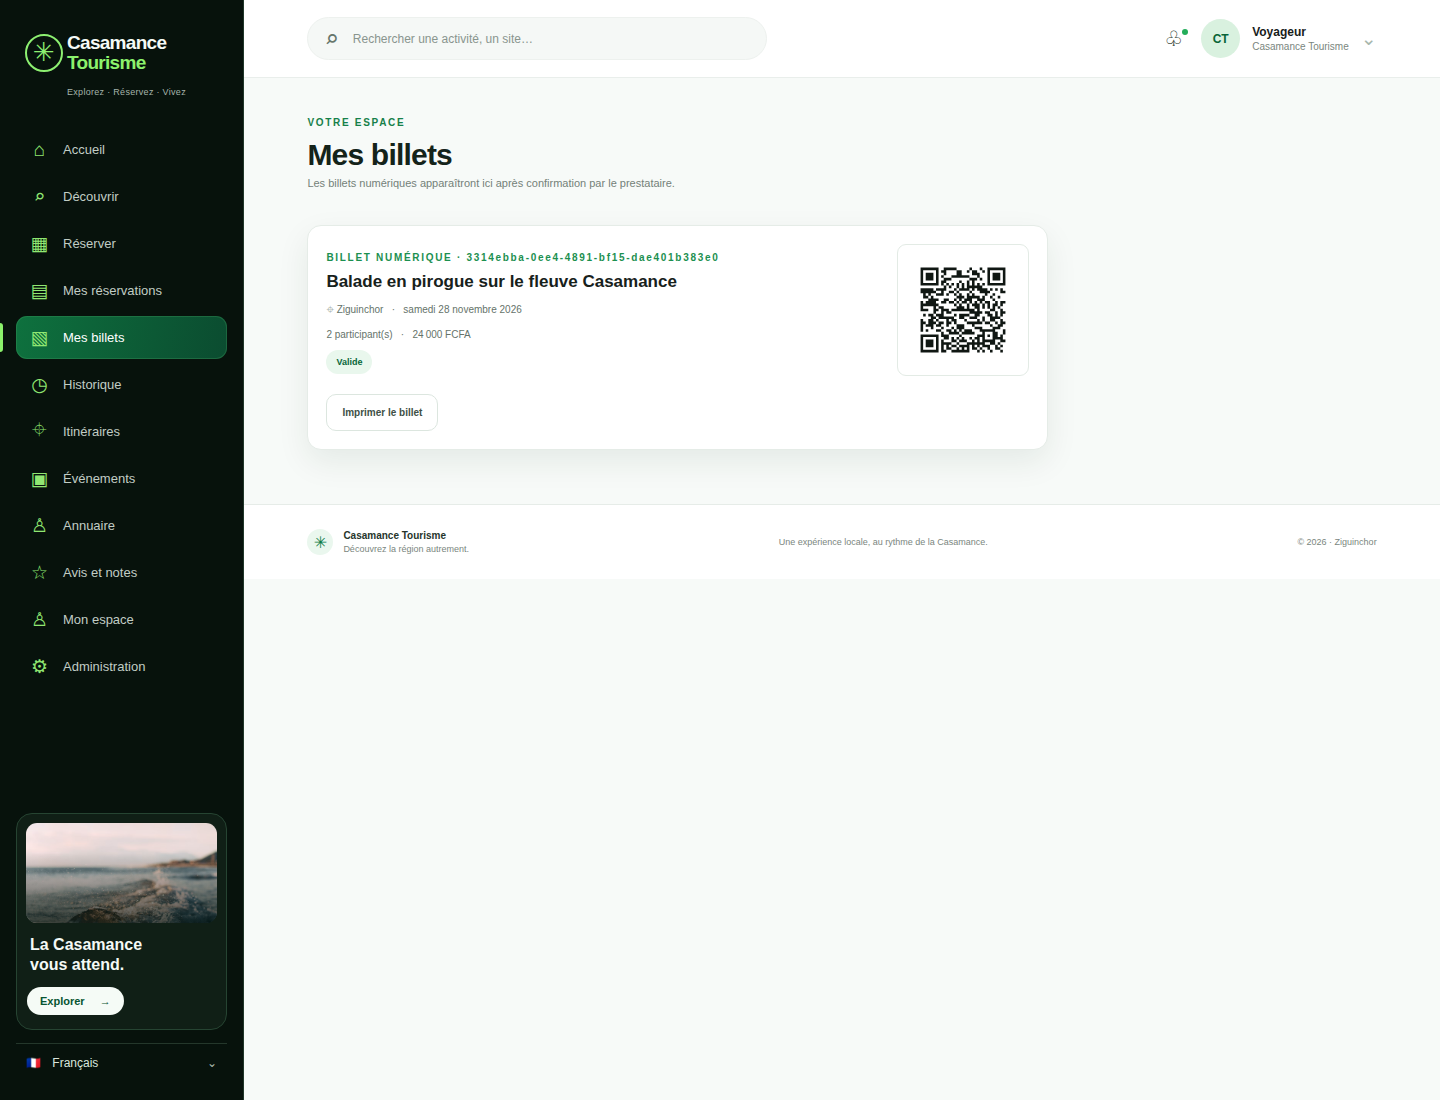 Casamance
Tourisme
Explorez · Réservez · Vivez
Accueil
Découvrir
Réserver
Mes réservations
Mes billets
Historique
Itinéraires
Événements
Annuaire
Avis et notes
Mon espace
Administration
La Casamance
vous attend.
Explorer →
Français
Rechercher une activité, un site…
CT
Voyageur
Casamance Tourisme
VOTRE ESPACE
Mes billets
Les billets numériques apparaîtront ici après confirmation par le prestataire.
BILLET NUMÉRIQUE · 3314ebba-0ee4-4891-bf15-dae401b383e0
Balade en pirogue sur le fleuve Casamance
Ziguinchor · samedi 28 novembre 2026
2 participant(s) · 24 000 FCFA
Valide
Imprimer le billet
Casamance Tourisme
Découvrez la région autrement.
Une expérience locale, au rythme de la Casamance.
© 2026 · Ziguinchor